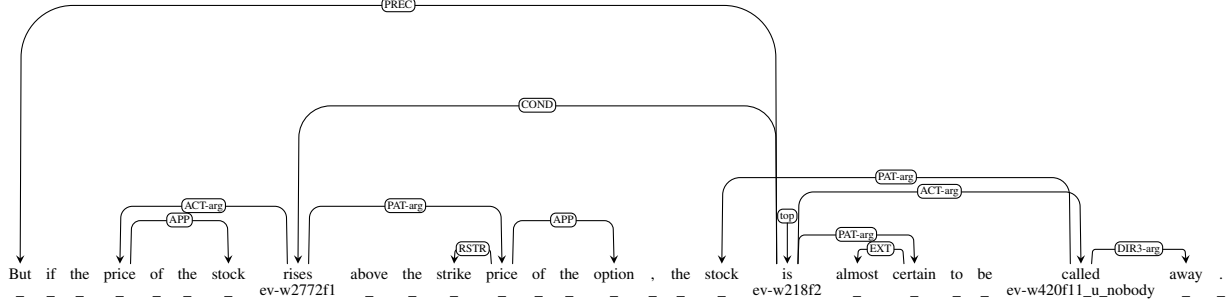 PREC
COND
PAT-arg
ACT-arg ACT-arg
PAT-arg
APP APP top
RSTR PAT-arg EXT DIR3-arg
But if the price of the stock rises above the strike price of the option , the stock is almost certain to be called away .
_ _ _ _ _ _ _ ev-w2772f1 _ _ _ _ _ _ _ _ _ _ ev-w218f2 _ _ _ _ ev-w420f11_u_nobody _ _